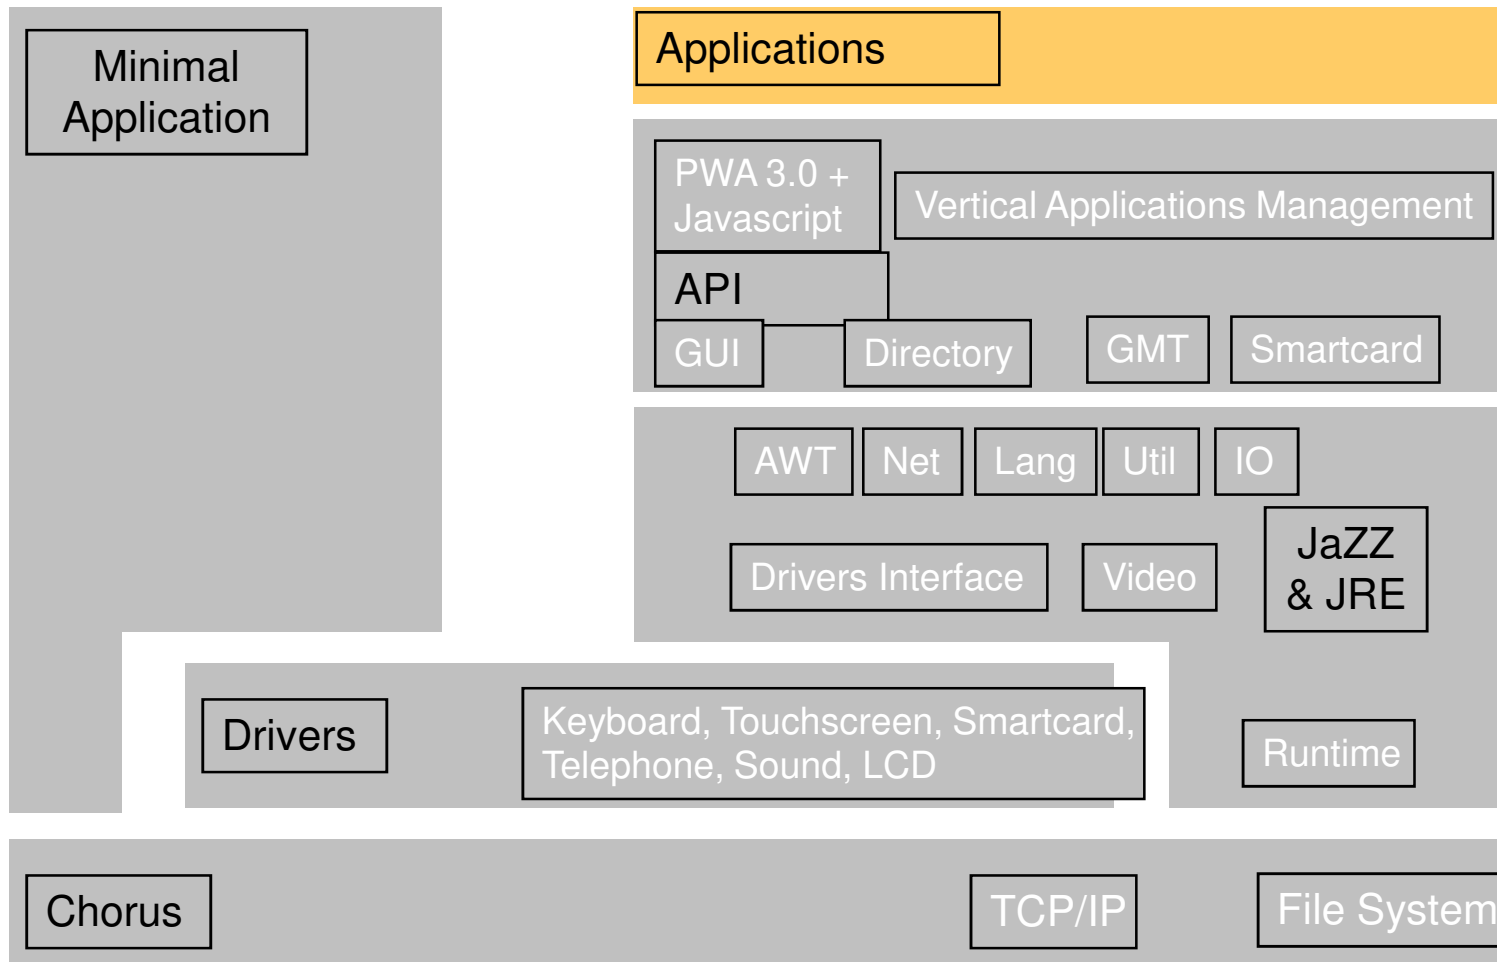 Minimal
Application
Applications
PWA 3.0 +
Javascript
Vertical Applications Management
API
GUI
Directory
GMT
Smartcard
AWT
Net
Lang
Util
IO
JaZZ
& JRE
Drivers Interface
Video
Drivers
Keyboard, Touchscreen, Smartcard,
Telephone, Sound, LCD
Runtime
Chorus
TCP/IP
File System